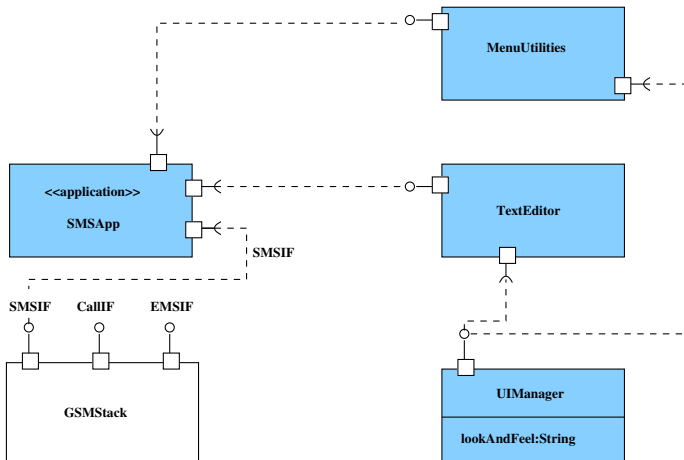 MenuUtilities
<<application>>
SMSApp
TextEditor
SMSIF
SMSIF CallIF EMSIF
GSMStack
UIManager
lookAndFeel:String